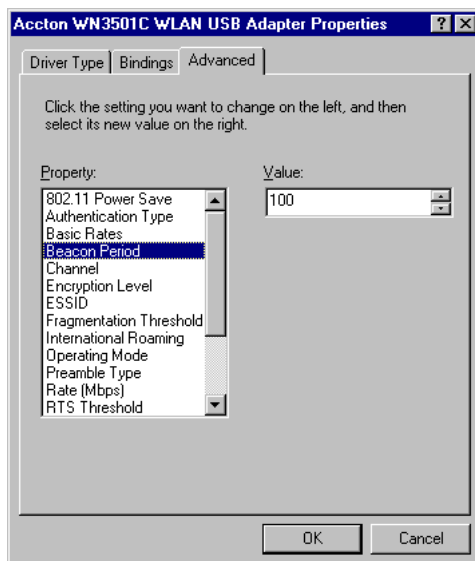 Accton WN3501C WLAN USB Adapter Properties
Driver Type Bindings Advanced
Click the setting you want to change on the left, and then
select its new value on the right.
Property:
802.11 Power Save
Authentication Type
Basic Rates
Beacon Period
Channel
Encryption Level
ESSID
Fragmentation Threshold
International Roaming
Operating Mode
Preamble Type
Rate (Mbps)
RTS Threshold
Value:
100
OK Cancel